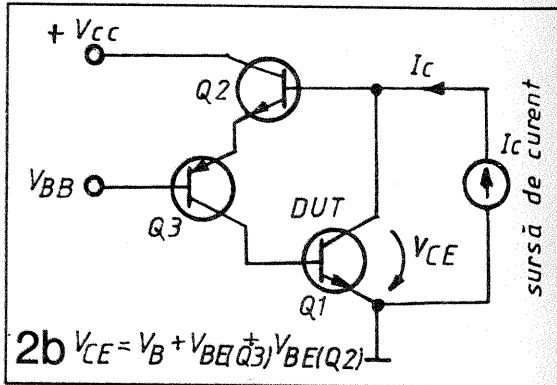 + Vcc
Q2
Ic
Ic
VBB
Q3
DUT
VCE
Q1
sursă de curent
2b VCE = VB + VBE(Q3) ± VBE(Q2)